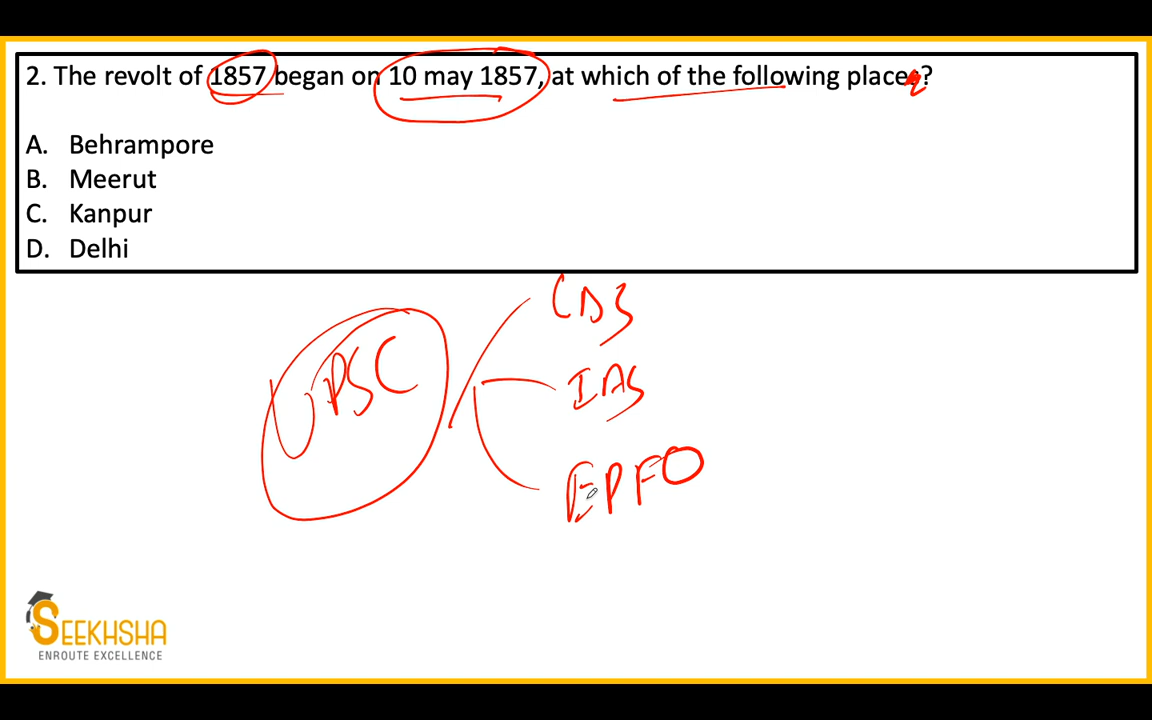 2. The revolt of 1857 began on 10 may 1857, at which of the following places?
A. Behrampore
B. Meerut
C. Kanpur
D. Delhi
CDS
UPSC
IAS
EPFO
SEEKHSHA
ENROUTE EXCELLENCE